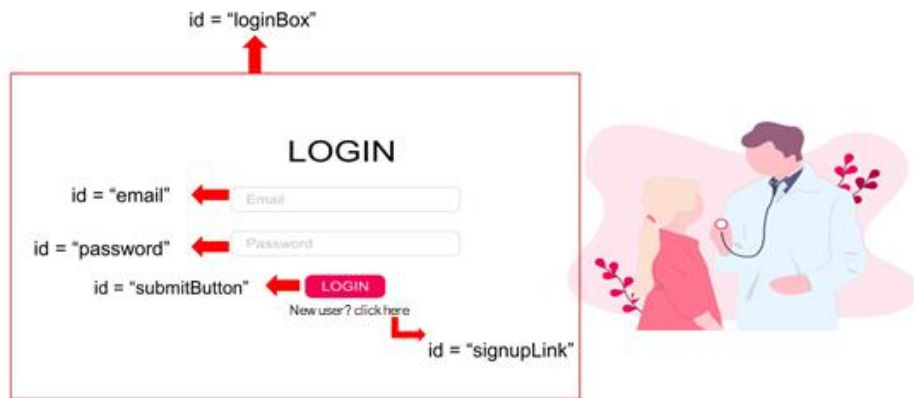 id = “loginBox”
LOGIN
id = “email”
Email
id = “password”
Password
id = “submitButton”
LOGIN
New user? click here
id = “signupLink”